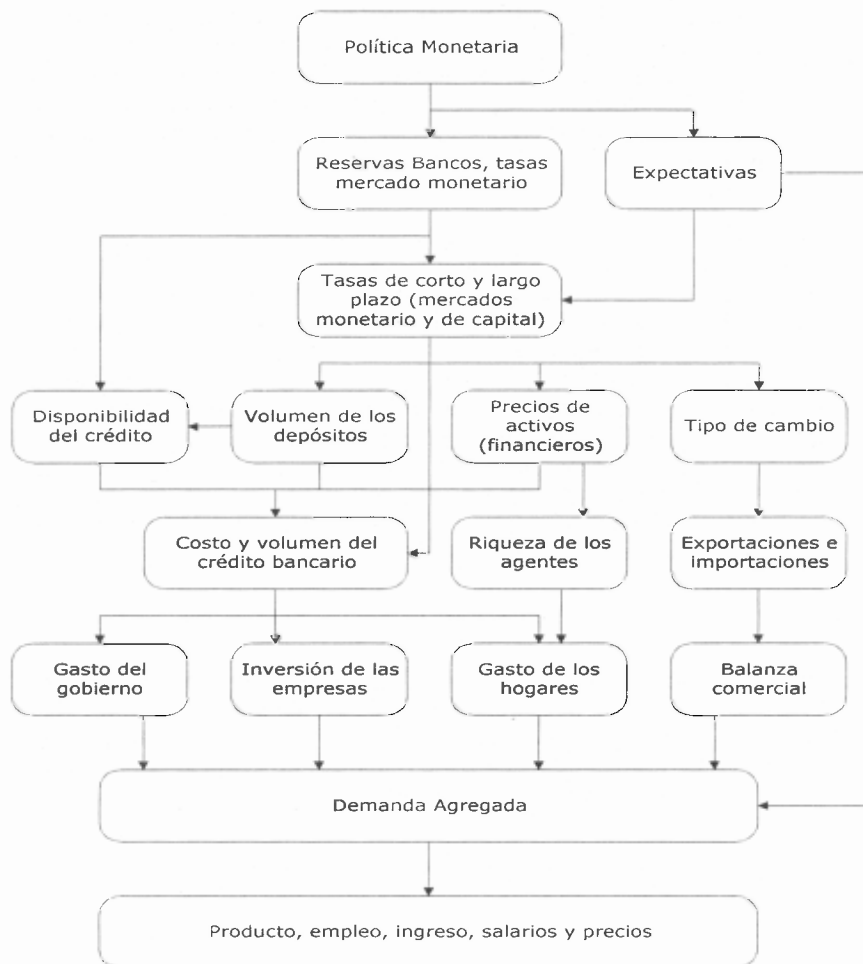 Política Monetaria
Reservas Bancos, tasas
mercado monetario
Expectativas
Tasas de corto y largo
plazo (mercados
monetario y de capital)
Disponibilidad
del crédito
Volumen de los
depósitos
Precios de
activos
(financieros)
Tipo de cambio
Costo y volumen del
crédito bancario
Riqueza de los
agentes
Exportaciones e
importaciones
Gasto del
gobierno
Inversión de las
empresas
Gasto de los
hogares
Balanza
comercial
Demanda Agregada
Producto, empleo, ingreso, salarios y precios